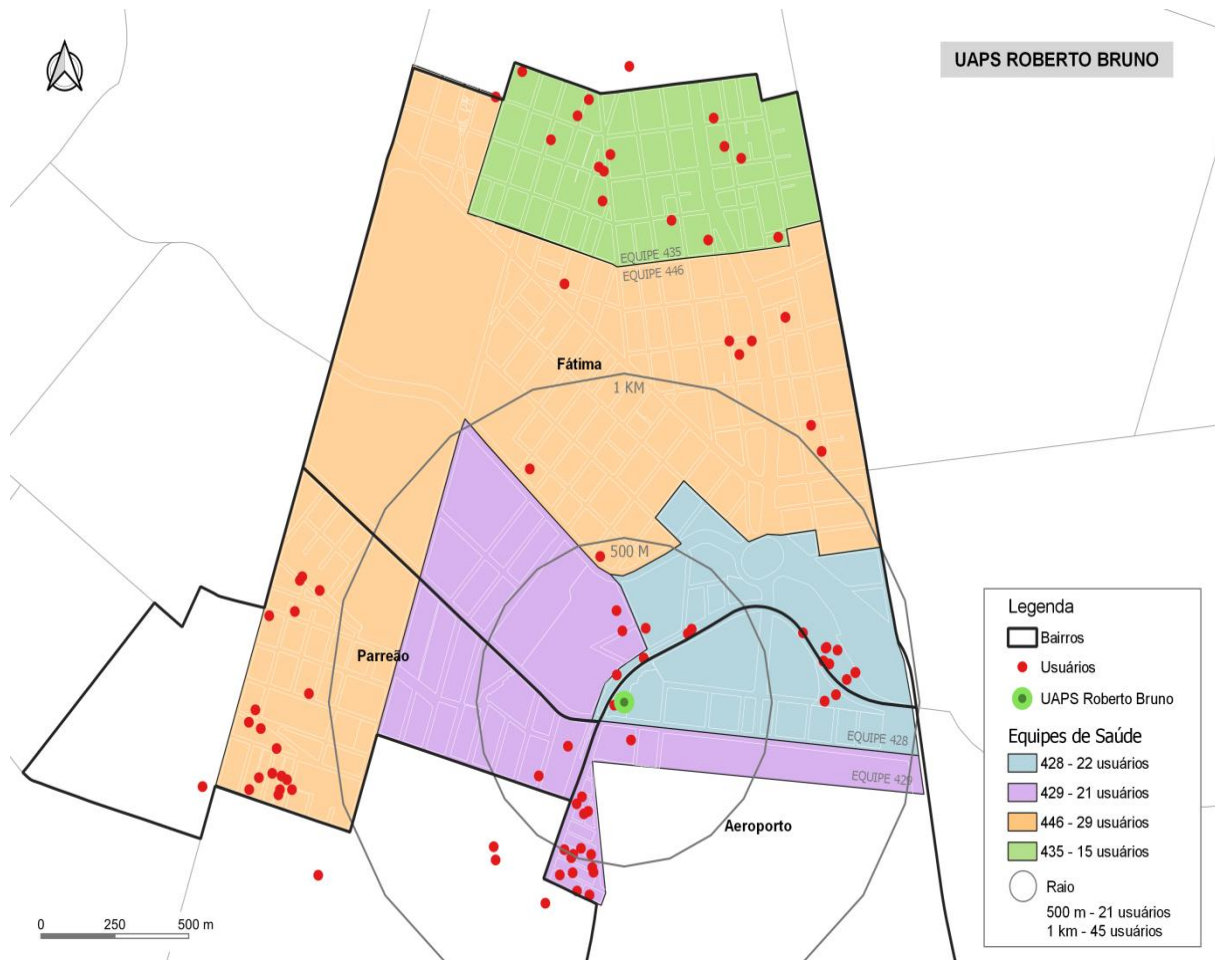 UAPS ROBERTO BRUNO
EQUIPE 435
EQUIPE 446
Fátima
1 KM
500 M
Parreão
EQUIPE 428
EQUIPE 429
Aeroporto
0 250 500 m
Legenda
Bairros
Usuários
UAPS Roberto Bruno
Equipes de Saúde
428 - 22 usuários
429 - 21 usuários
446 - 29 usuários
435 - 15 usuários
Raio
500 m - 21 usuários
1 km - 45 usuários